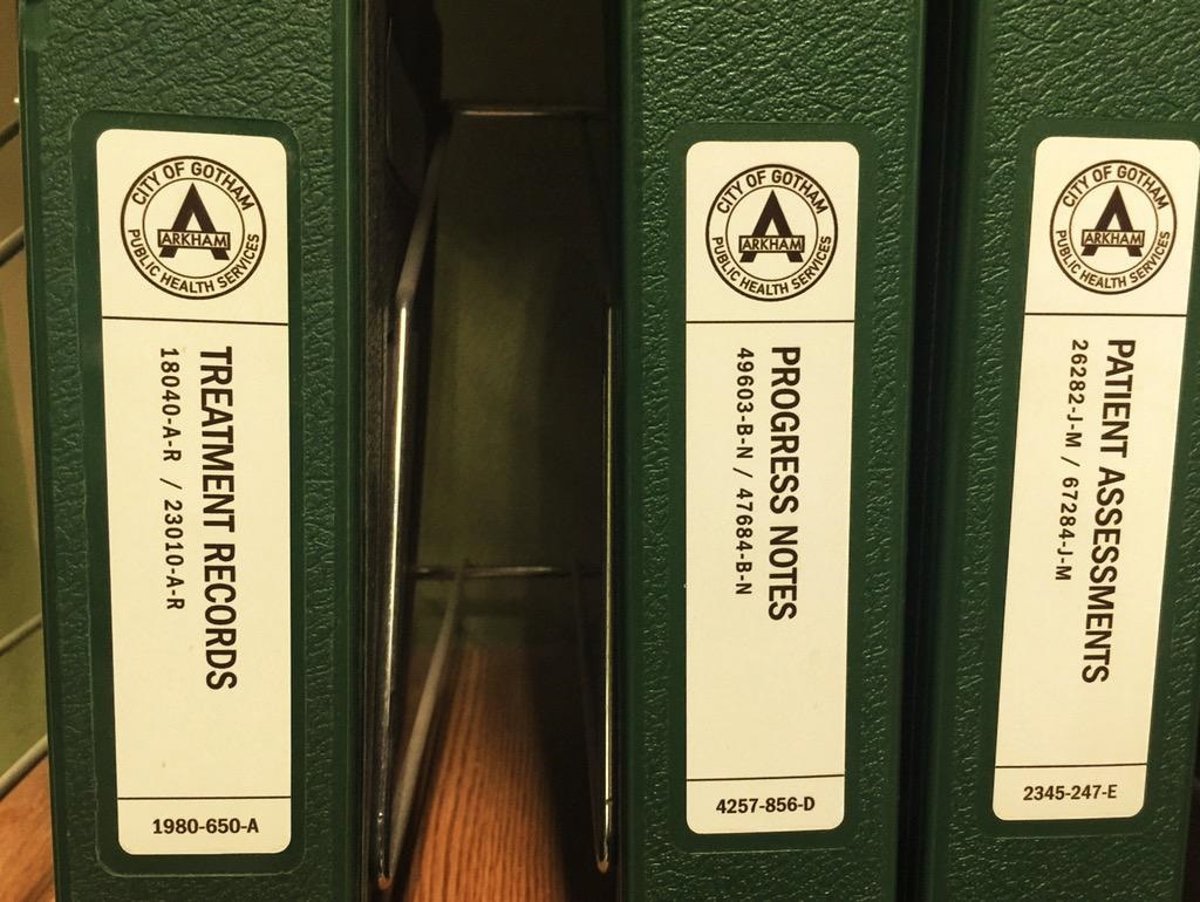 CITY OF GOTHAM
ARKHAM
PUBLIC HEALTH SERVICES
TREATMENT RECORDS
18040-A-R / 23010-A-R
1980-650-A
CITY OF GOTHAM
ARKHAM
PUBLIC HEALTH SERVICES
PROGRESS NOTES
49603-B-N / 47684-B-N
4257-856-D
CITY OF GOTHAM
ARKHAM
PUBLIC HEALTH SERVICES
PATIENT ASSESSMENTS
26282-J-M / 67284-J-M
2345-247-E